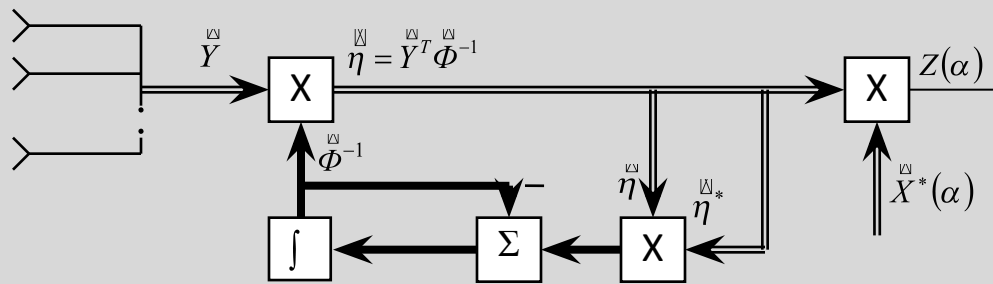 Y
η = Y^T Φ^−1
X
X
Z(α)
Φ^−1
−
η
η*
X*(α)
∫
Σ
X